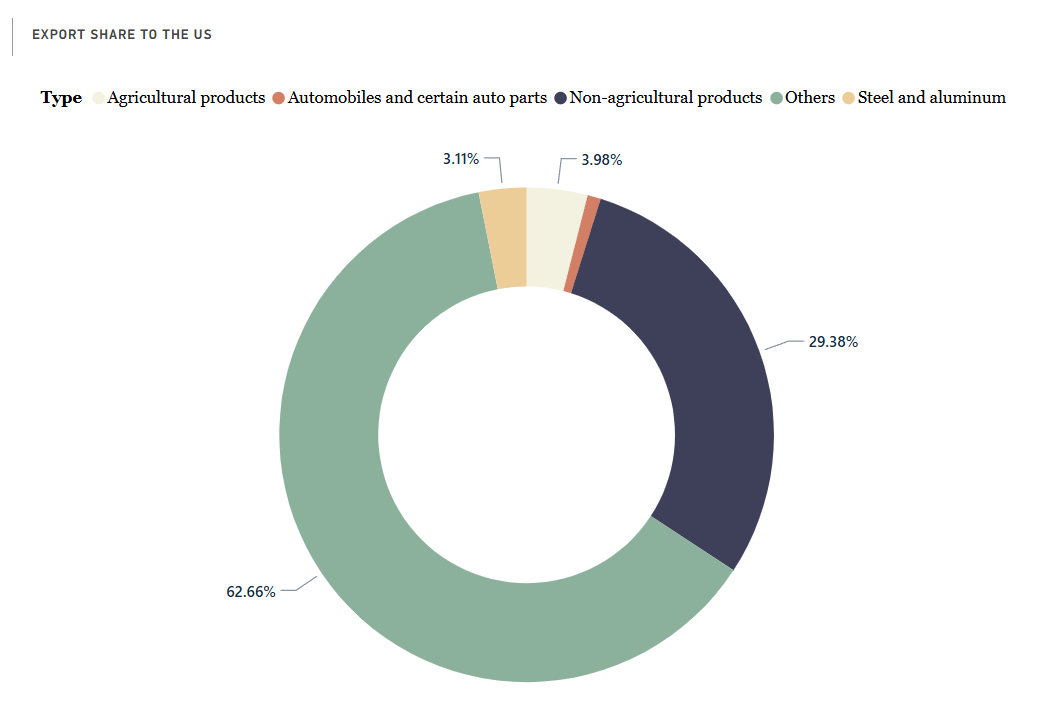 EXPORT SHARE TO THE US
Type Agricultural products Automobiles and certain auto parts Non-agricultural products Others Steel and aluminum
3.11% 3.98%
29.38%
62.66%